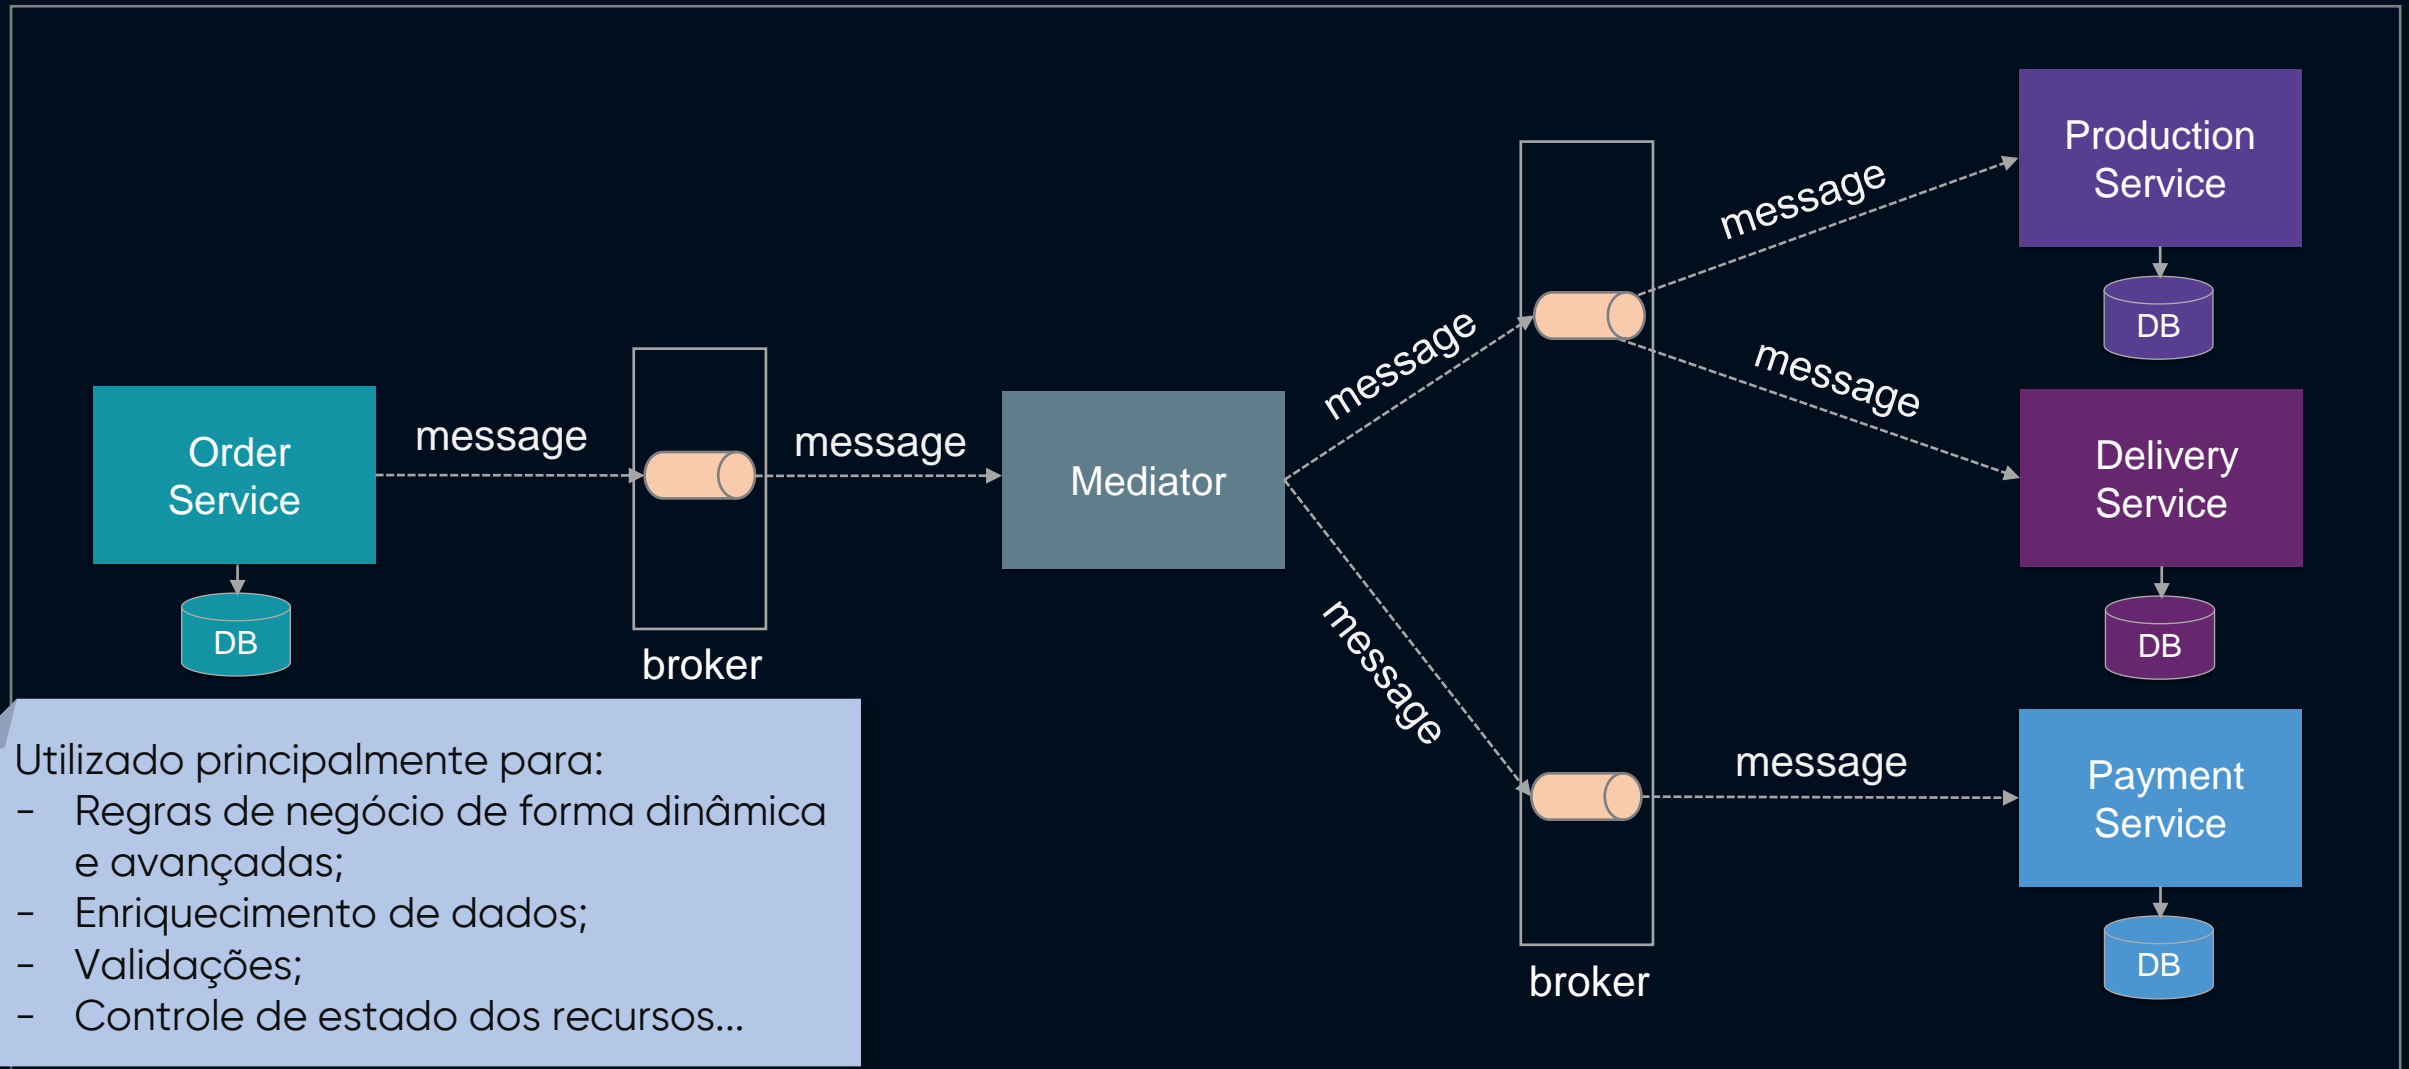 Production
Service
DB
message
message
message
Order
Service
DB
message
broker
message
Mediator
Delivery
Service
DB
message
message
Payment
Service
DB
broker
Utilizado principalmente para:
- Regras de negócio de forma dinâmica
e avançadas;
- Enriquecimento de dados;
- Validações;
- Controle de estado dos recursos...